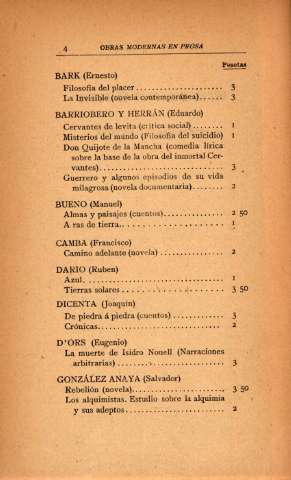 4 OBRAS MODERNAS EN PROSA
Pesetas
BARK (Ernesto)
Filosofía del placer...................... 3
La Invisible (novela contemporánea)...... 3
BARRIOBERO Y HERRÁN (Eduardo)
Cervantes de levita (crítica social)........ 1
Misterios del mundo (Filosofía del suicidio) 1
Don Quijote de la Mancha (comedia lírica
sobre la base de la obra del inmortal Cer-
vantes)............................... 3
Guerrero y algunos episodios de su vida
milagrosa (novela documentaria)........ 2
BUENO (Manuel)
Almas y paisajes (cuentos)............... 2 50
A ras de tierra.......................... 1
CAMBA (Francisco)
Camino adelante (novela)................ 2
DARIO (Ruben)
Azul.................................... 1
Tierras solares.......................... 3 50
DICENTA (Joaquín)
De piedra á piedra (cuentos)............. 3
Crónicas................................ 2
D'ORS (Eugenio)
La muerte de Isidro Nonell (Narraciones
arbitrarias)........................... 3
GONZÁLEZ ANAYA (Salvador)
Rebelión (novela)....................... 3 50
Los alquimistas. Estudio sobre la alquimia
y sus adeptos......................... 2